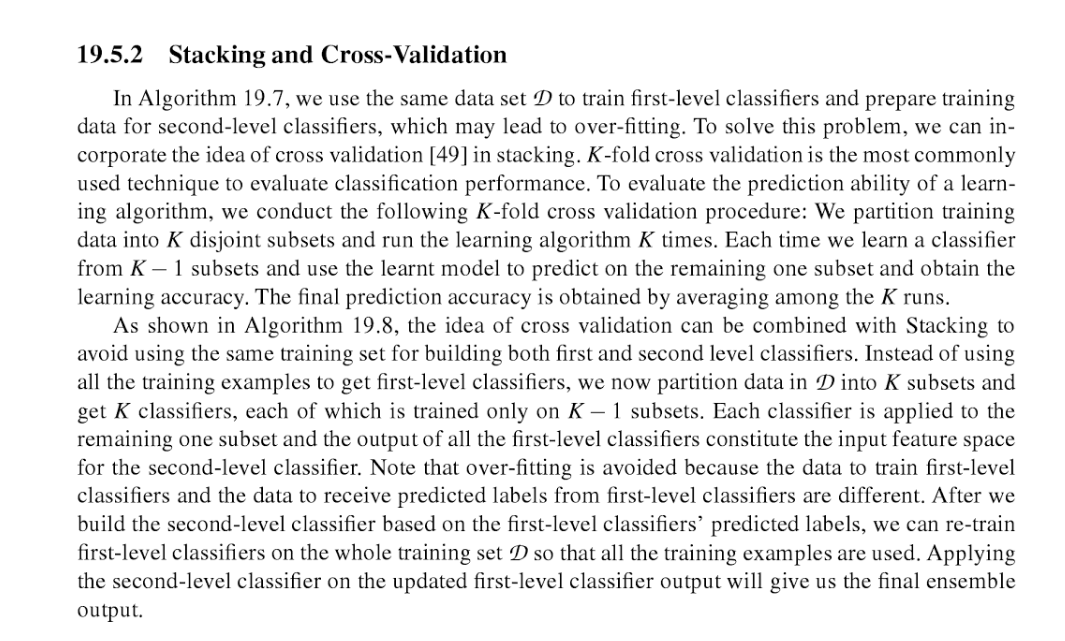 19.5.2 Stacking and Cross-Validation
In Algorithm 19.7, we use the same data set 𝒟 to train first-level classifiers and prepare training
data for second-level classifiers, which may lead to over-fitting. To solve this problem, we can in-
corporate the idea of cross validation [49] in stacking. K-fold cross validation is the most commonly
used technique to evaluate classification performance. To evaluate the prediction ability of a learn-
ing algorithm, we conduct the following K-fold cross validation procedure: We partition training
data into K disjoint subsets and run the learning algorithm K times. Each time we learn a classifier
from K − 1 subsets and use the learnt model to predict on the remaining one subset and obtain the
learning accuracy. The final prediction accuracy is obtained by averaging among the K runs.
As shown in Algorithm 19.8, the idea of cross validation can be combined with Stacking to
avoid using the same training set for building both first and second level classifiers. Instead of using
all the training examples to get first-level classifiers, we now partition data in 𝒟 into K subsets and
get K classifiers, each of which is trained only on K − 1 subsets. Each classifier is applied to the
remaining one subset and the output of all the first-level classifiers constitute the input feature space
for the second-level classifier. Note that over-fitting is avoided because the data to train first-level
classifiers and the data to receive predicted labels from first-level classifiers are different. After we
build the second-level classifier based on the first-level classifiers’ predicted labels, we can re-train
first-level classifiers on the whole training set 𝒟 so that all the training examples are used. Applying
the second-level classifier on the updated first-level classifier output will give us the final ensemble
output.